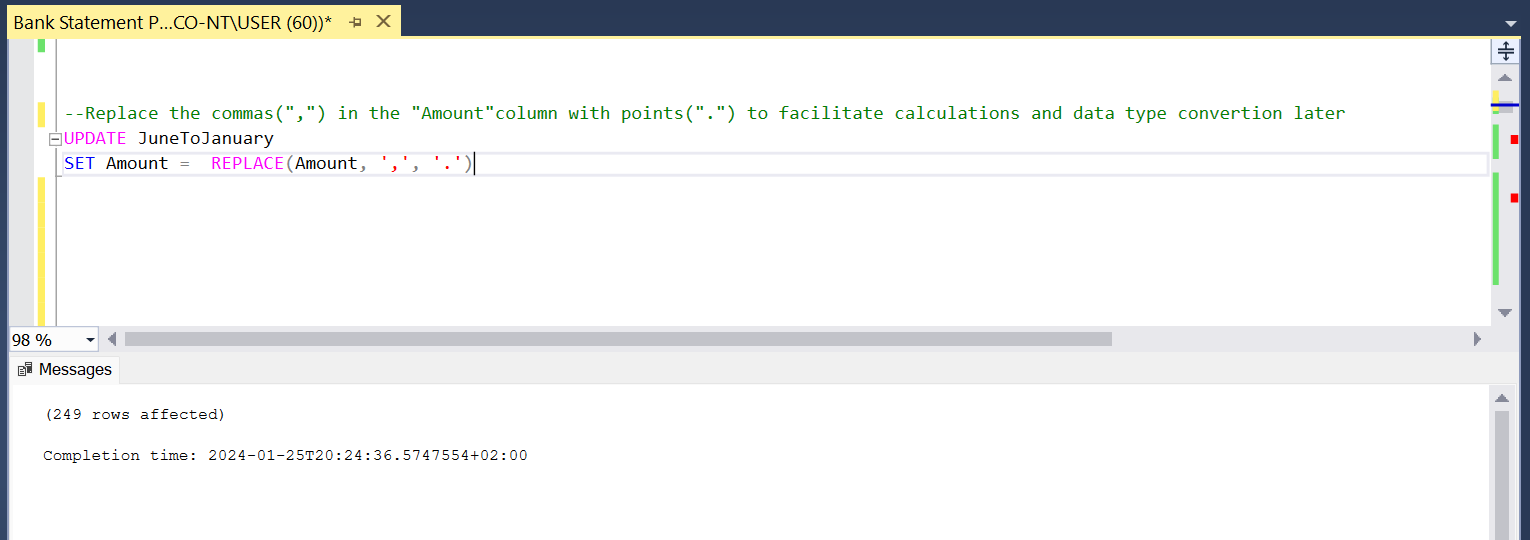 Bank Statement P...CO-NT\USER (60))*
--Replace the commas(",") in the "Amount"column with points(".") to facilitate calculations and data type convertion later
UPDATE JuneToJanuary
SET Amount =  REPLACE(Amount, ',', '.')
98 %
Messages
(249 rows affected)
Completion time: 2024-01-25T20:24:36.5747554+02:00